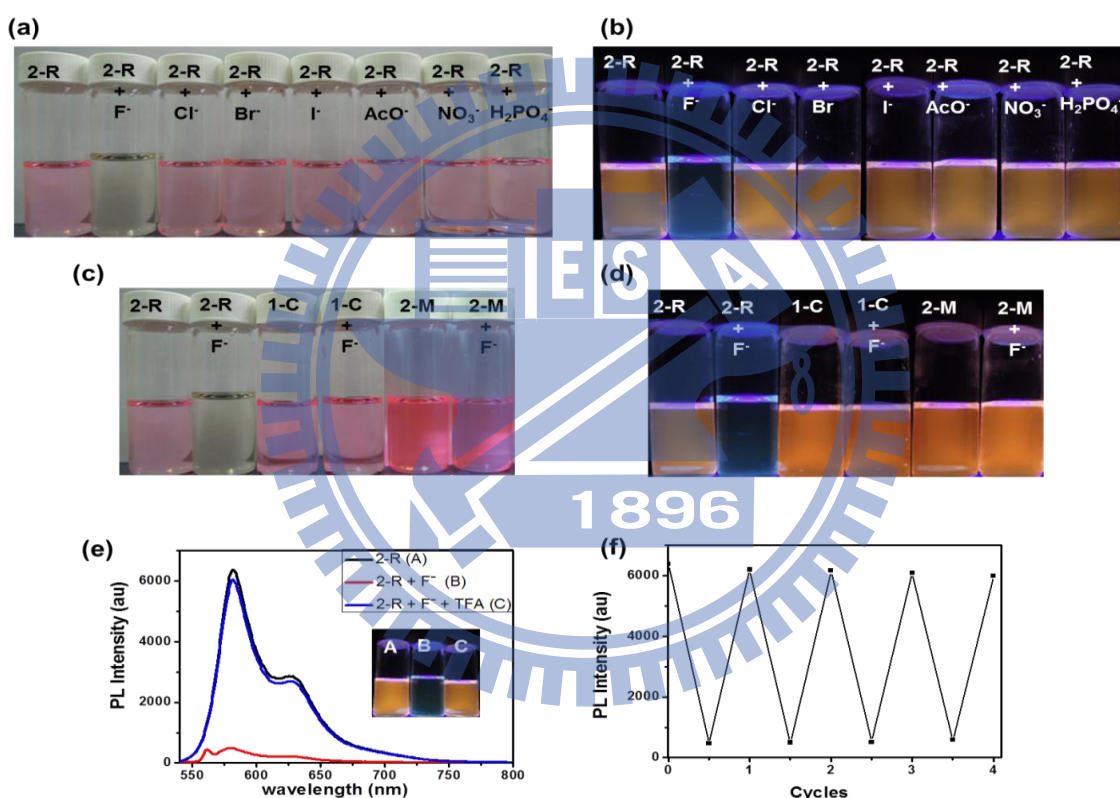 (a)
2-R 2-R 2-R 2-R 2-R 2-R 2-R 2-R
+ + + + + + +
F⁻ Cl⁻ Br⁻ I⁻ AcO⁻ NO₃⁻ H₂PO₄⁻
(b)
2-R 2-R 2-R 2-R 2-R 2-R 2-R 2-R
+ + + + + + +
F⁻ Cl⁻ Br I⁻ AcO⁻ NO₃⁻ H₂PO₄⁻
(c)
2-R 2-R 1-C 1-C 2-M 2-M
+ + +
F⁻ F⁻ F⁻
(d)
2-R 2-R 1-C 1-C 2-M 2-M
+ + +
F⁻ F⁻ F⁻
ESA
1896
(e)
2-R (A)
2-R + F⁻ (B)
2-R + F⁻ + TFA (C)
A B C
PL Intensity (au)
6000
4000
2000
0
550 600 650 700 750 800
wavelength (nm)
(f)
PL Intensity (au)
6000
4000
2000
0
0 1 2 3 4
Cycles